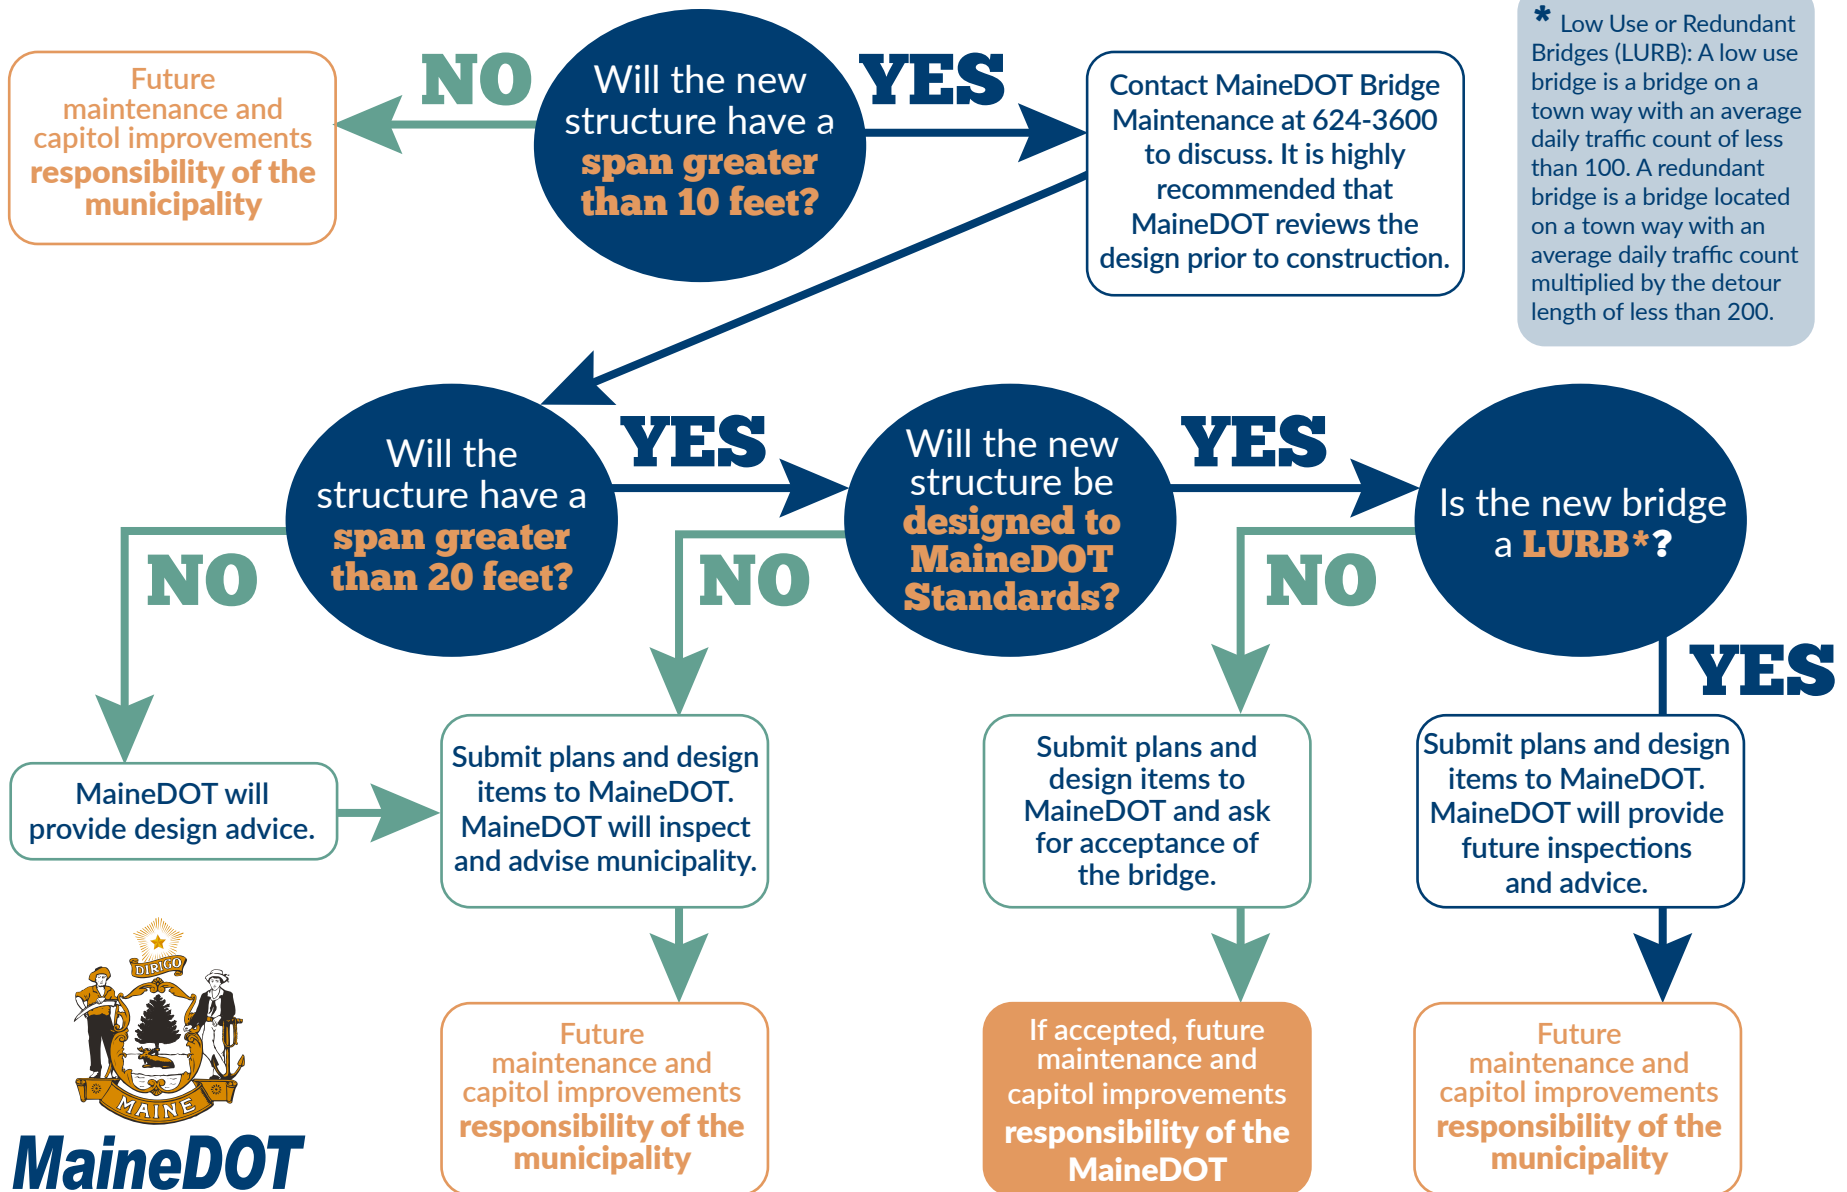 NO
YES
Future
maintenance and
capitol improvements
responsibility of the
municipality
Will the new
structure have a
span greater
than 10 feet?
Contact MaineDOT Bridge
Maintenance at 624-3600
to discuss. It is highly
recommended that
MaineDOT reviews the
design prior to construction.
* Low Use or Redundant
Bridges (LURB): A low use
bridge is a bridge on a
town way with an average
daily traffic count of less
than 100. A redundant
bridge is a bridge located
on a town way with an
average daily traffic count
multiplied by the detour
length of less than 200.
Will the
structure have a
span greater
than 20 feet?
YES
NO
Will the new
structure be
designed to
MaineDOT
Standards?
YES
NO
Is the new bridge
a LURB*?
NO
YES
MaineDOT will
provide design advice.
Submit plans and design
items to MaineDOT.
MaineDOT will inspect
and advise municipality.
Submit plans and
design items to
MaineDOT and ask
for acceptance of
the bridge.
Submit plans and design
items to MaineDOT.
MaineDOT will provide
future inspections
and advice.
DIRIGO
MAINE
MaineDOT
Future
maintenance and
capitol improvements
responsibility of the
municipality
If accepted, future
maintenance and
capitol improvements
responsibility of the
MaineDOT
Future
maintenance and
capitol improvements
responsibility of the
municipality